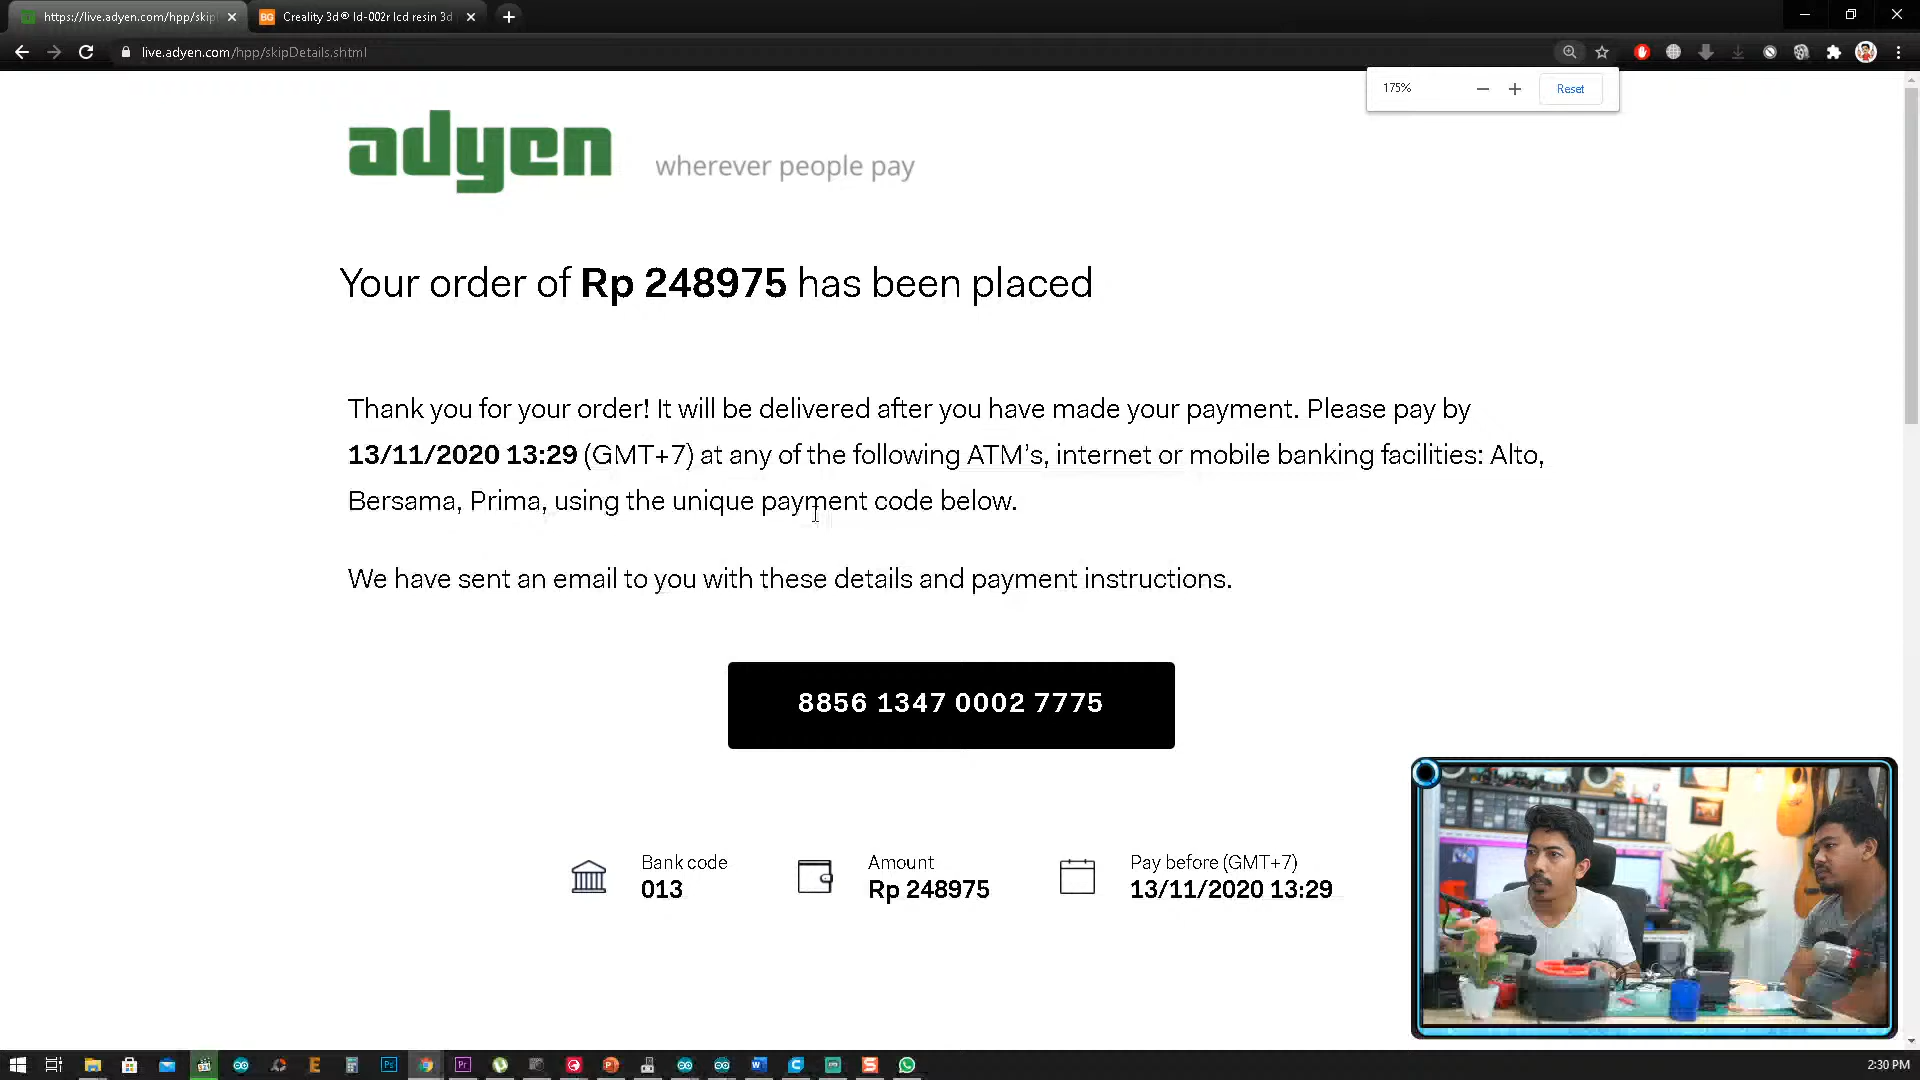 https://live.adyen.com/hpp/skip
Creality 3d® ld-002r lcd resin 3d
live.adyen.com/hpp/skipDetails.shtml
175%
Reset
adyen wherever people pay
Your order of Rp 248975 has been placed
Thank you for your order! It will be delivered after you have made your payment. Please pay by
13/11/2020 13:29 (GMT+7) at any of the following ATM's, internet or mobile banking facilities: Alto,
Bersama, Prima, using the unique payment code below.
We have sent an email to you with these details and payment instructions.
8856 1347 0002 7775
Bank code
013
Amount
Rp 248975
Pay before (GMT+7)
13/11/2020 13:29
2:30 PM